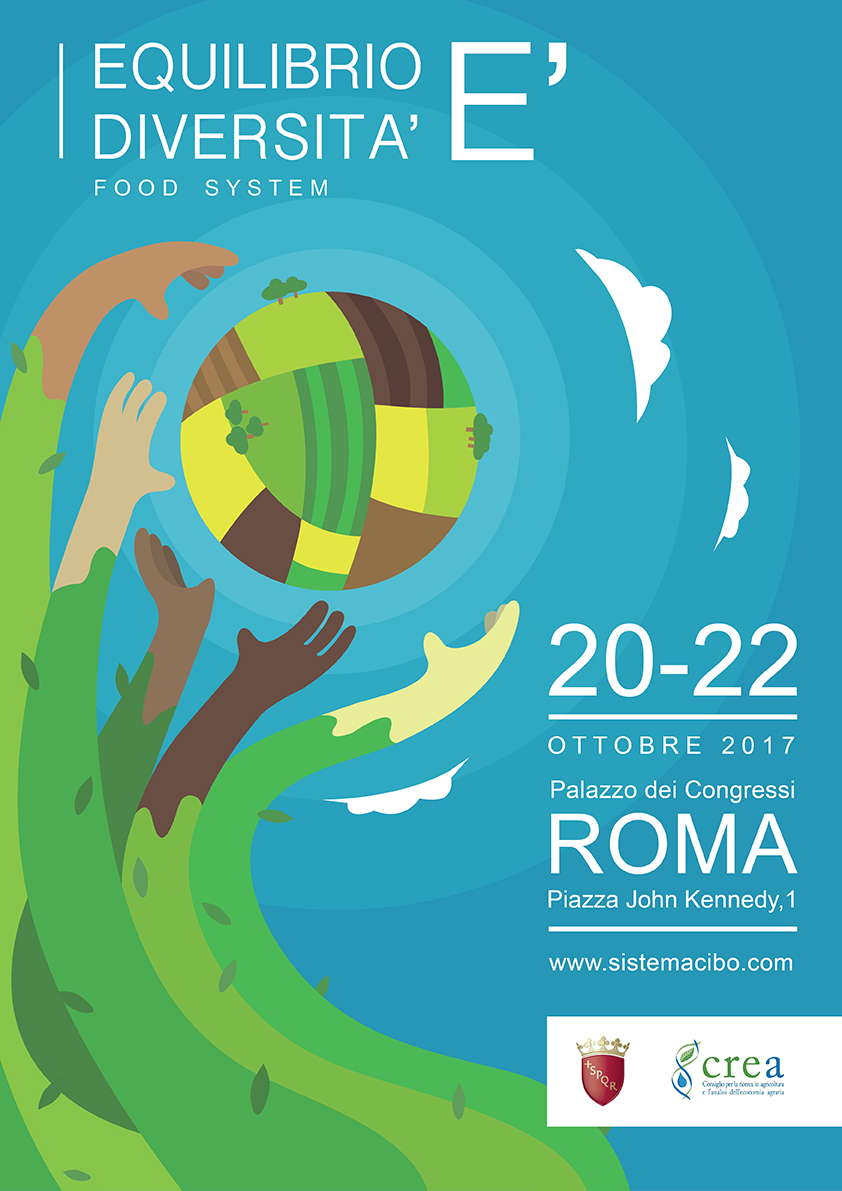 EQUILIBRIO E'
DIVERSITA'
FOOD SYSTEM
20-22
OTTOBRE 2017
Palazzo dei Congressi
ROMA
Piazza John Kennedy,1
www.sistemacibo.com
+SPQR
crea
Consiglio per la ricerca in agricoltura
e l'analisi dell'economia agraria